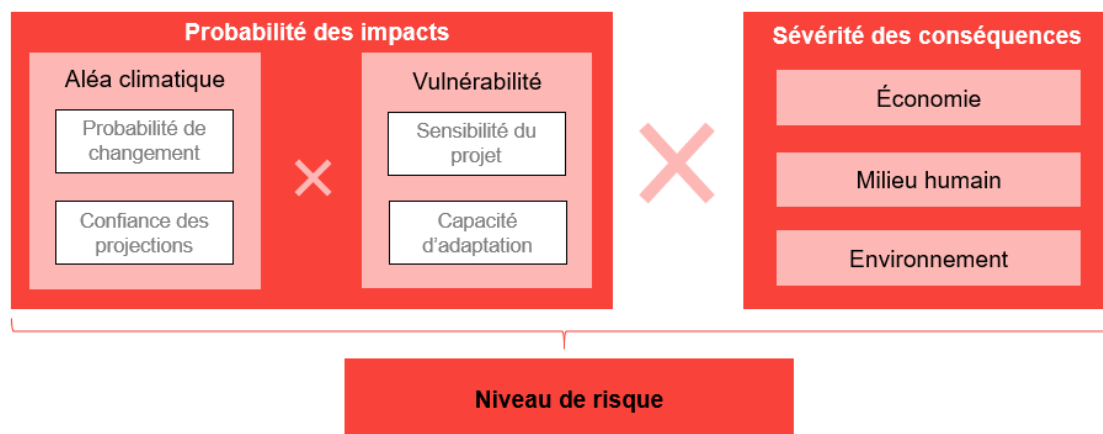 Probabilité des impacts
Aléa climatique
Probabilité de
changement
Confiance des
projections
×
Vulnérabilité
Sensibilité du
projet
Capacité
d'adaptation
×
Sévérité des conséquences
Économie
Milieu humain
Environnement
Niveau de risque